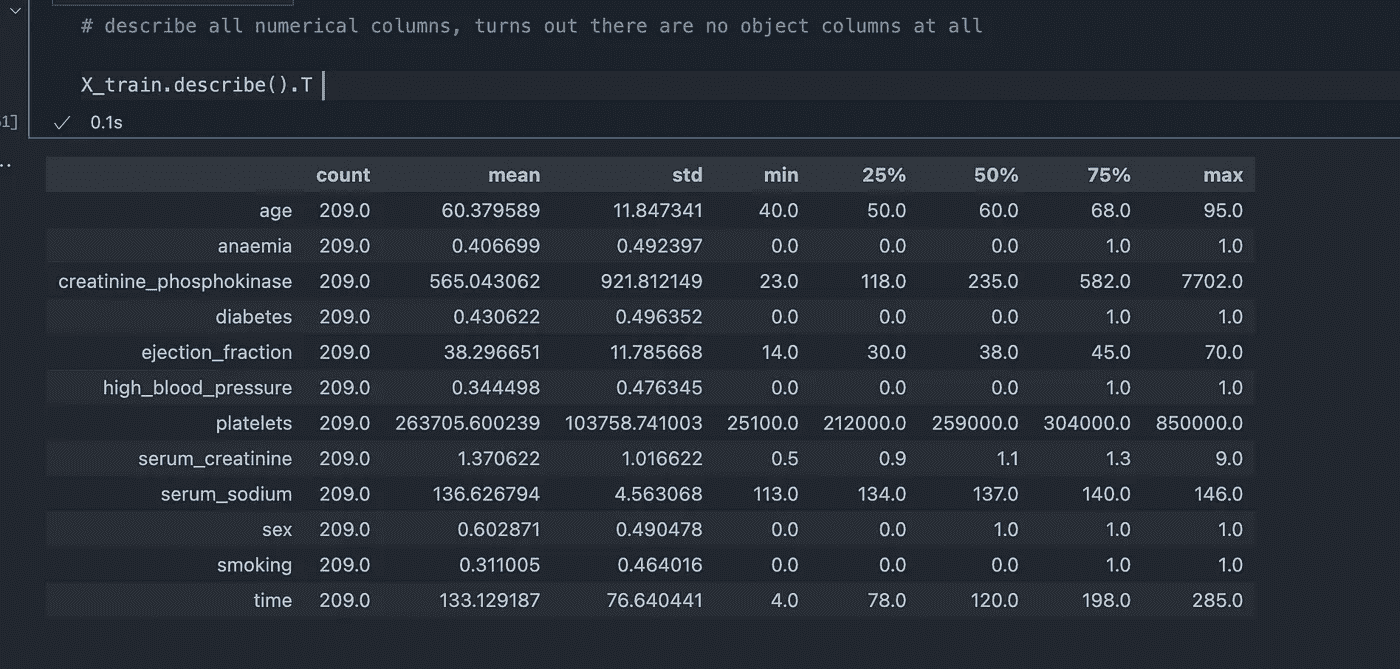 # describe all numerical columns, turns out there are no object columns at all
X_train.describe().T
1]
✓ 0.1s
..
count mean std min 25% 50% 75% max
age 209.0 60.379589 11.847341 40.0 50.0 60.0 68.0 95.0
anaemia 209.0 0.406699 0.492397 0.0 0.0 0.0 1.0 1.0
creatinine_phosphokinase 209.0 565.043062 921.812149 23.0 118.0 235.0 582.0 7702.0
diabetes 209.0 0.430622 0.496352 0.0 0.0 0.0 1.0 1.0
ejection_fraction 209.0 38.296651 11.785668 14.0 30.0 38.0 45.0 70.0
high_blood_pressure 209.0 0.344498 0.476345 0.0 0.0 0.0 1.0 1.0
platelets 209.0 263705.600239 103758.741003 25100.0 212000.0 259000.0 304000.0 850000.0
serum_creatinine 209.0 1.370622 1.016622 0.5 0.9 1.1 1.3 9.0
serum_sodium 209.0 136.626794 4.563068 113.0 134.0 137.0 140.0 146.0
sex 209.0 0.602871 0.490478 0.0 0.0 1.0 1.0 1.0
smoking 209.0 0.311005 0.464016 0.0 0.0 0.0 1.0 1.0
time 209.0 133.129187 76.640441 4.0 78.0 120.0 198.0 285.0